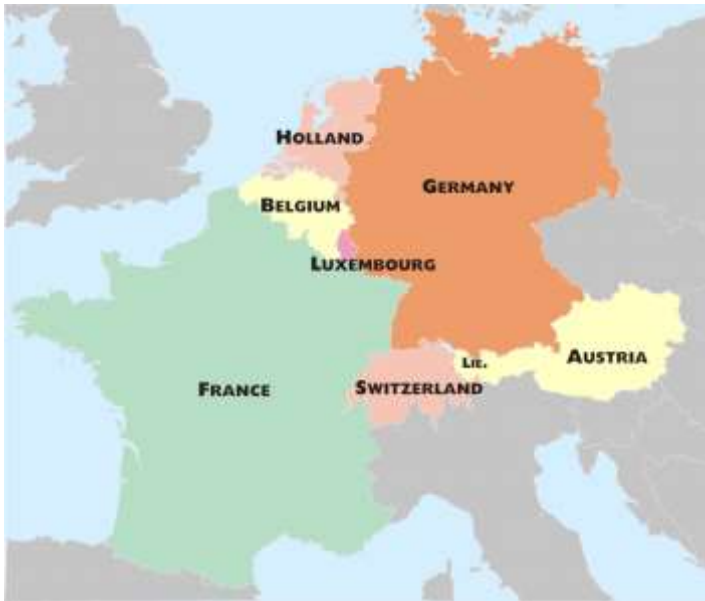 HOLLAND
GERMANY
BELGIUM
LUXEMBOURG
LIE.
AUSTRIA
FRANCE
SWITZERLAND